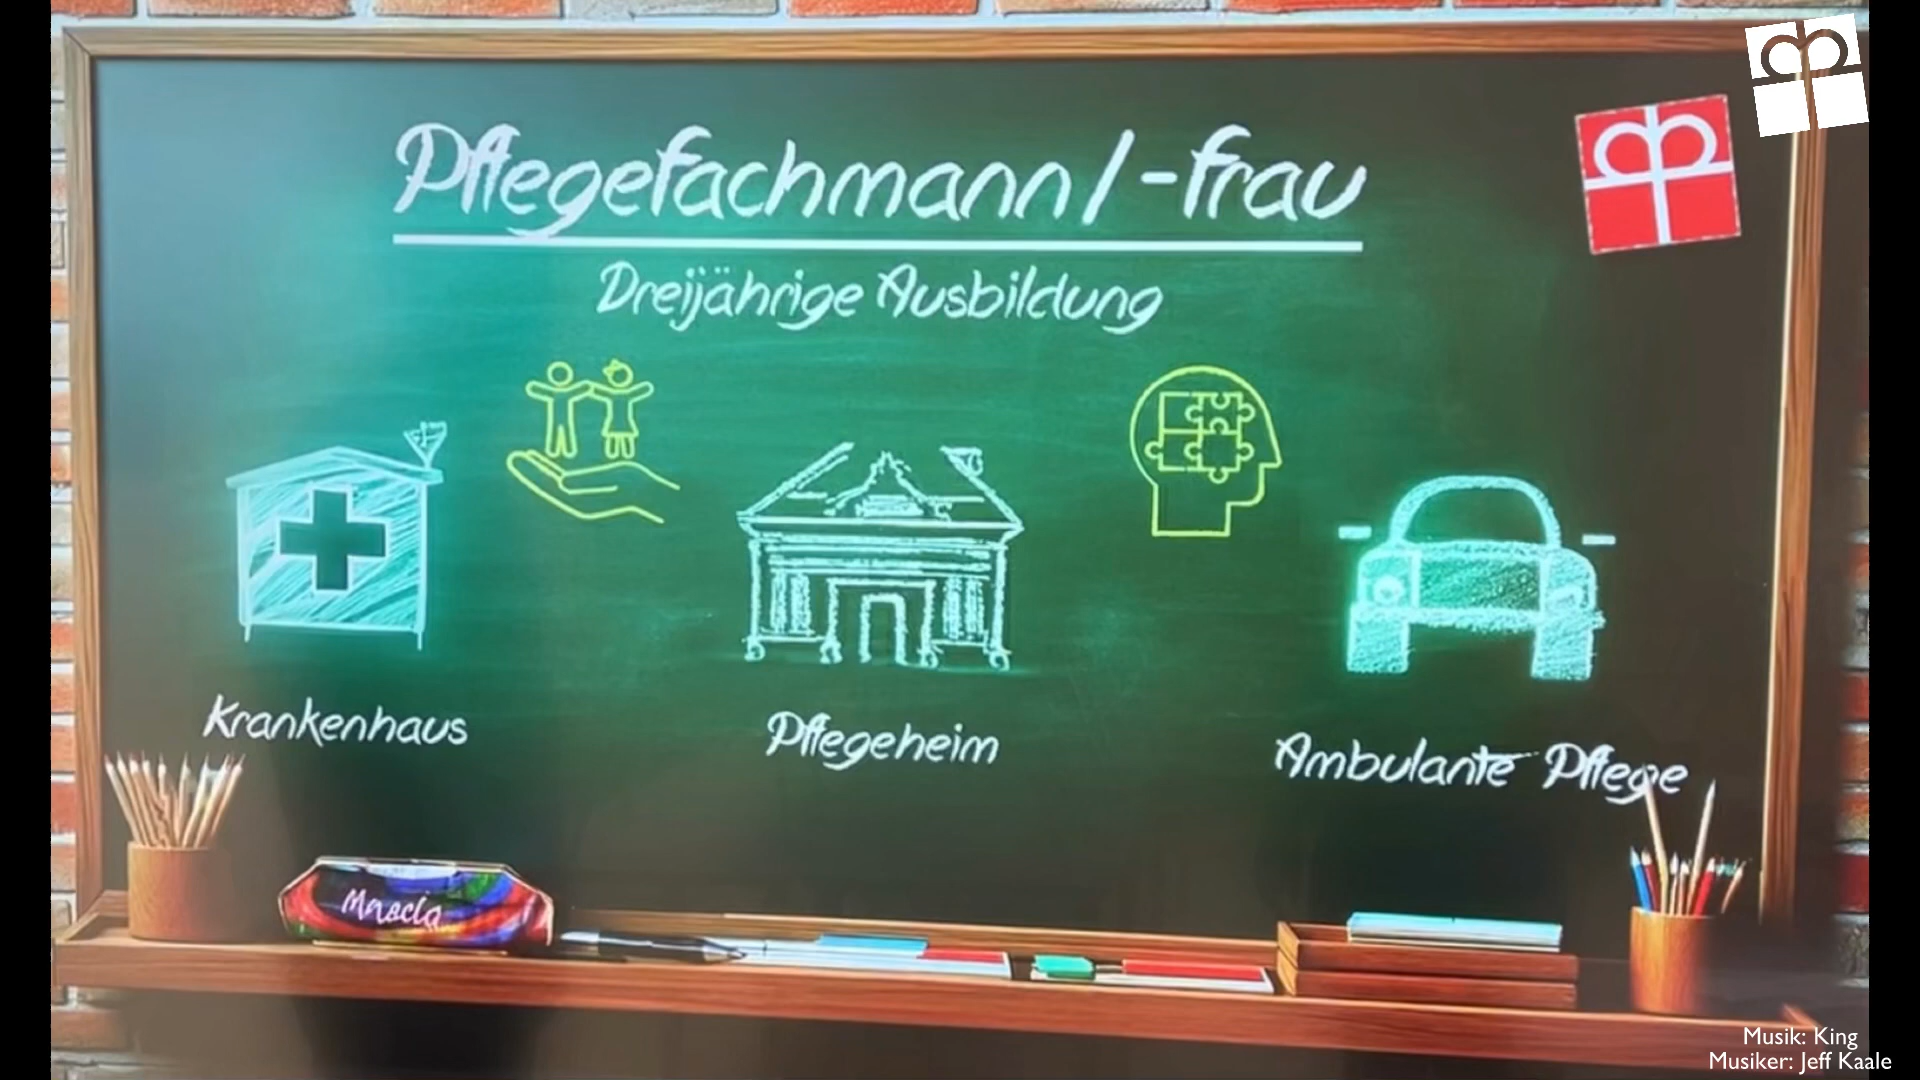 Pflegefachmann/-frau
Dreijährige Ausbildung
Krankenhaus
Pflegeheim
Ambulante Pflege
Musik: King
Musiker: Jeff Kaale